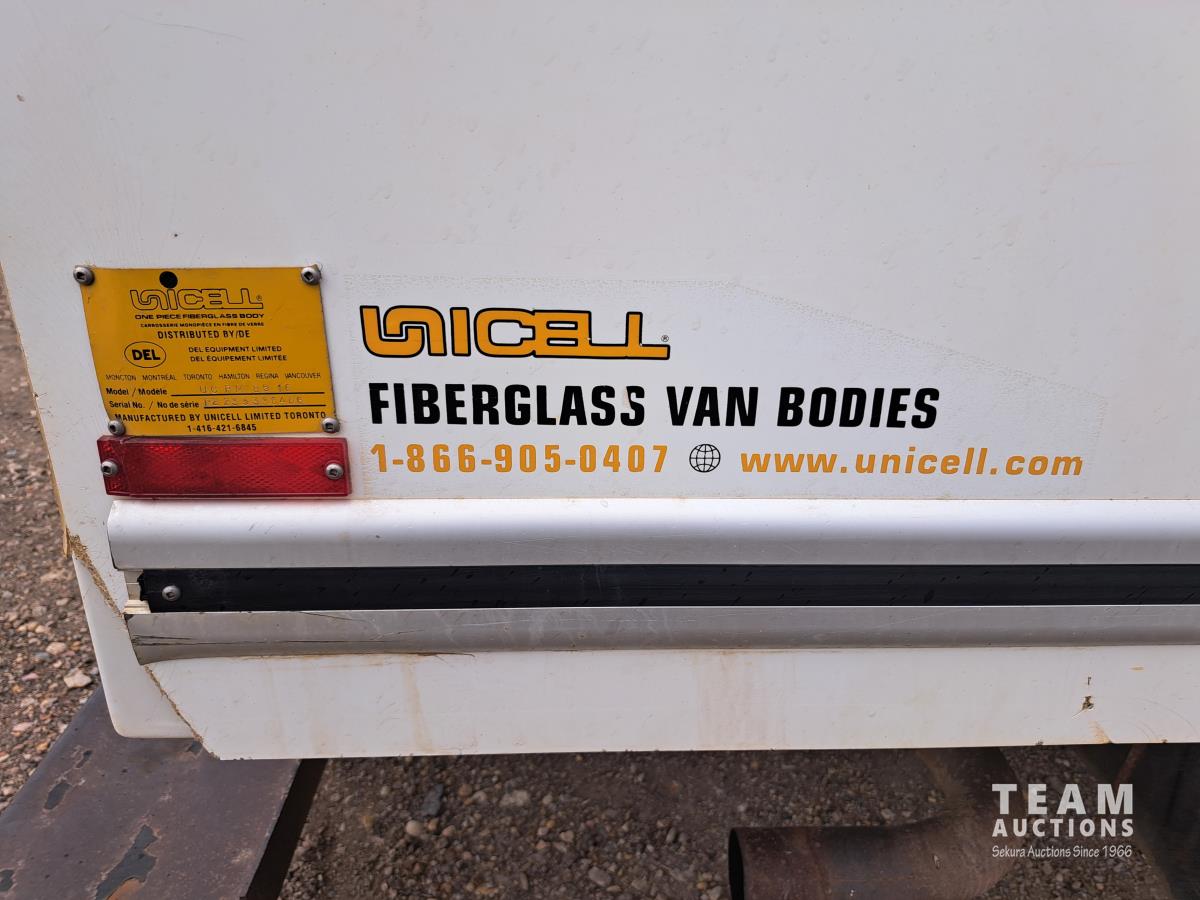 UNICELL®
ONE PIECE FIBERGLASS BODY
CARROSSERIE MONOPIÈCE EN FIBRE DE VERRE
DISTRIBUTED BY/DE
DEL
DEL EQUIPMENT LIMITED
DEL ÉQUIPEMENT LIMITÉE
MONCTON MONTRÉAL TORONTO HAMILTON REGINA VANCOUVER
Model / Modèle
Serial No. / No de série
MANUFACTURED BY UNICELL LIMITED TORONTO
1-416-421-6845
UNICELL®
FIBERGLASS VAN BODIES
1-866-905-0407 www.unicell.com
TEAM
AUCTIONS
Sekura Auctions Since 1966